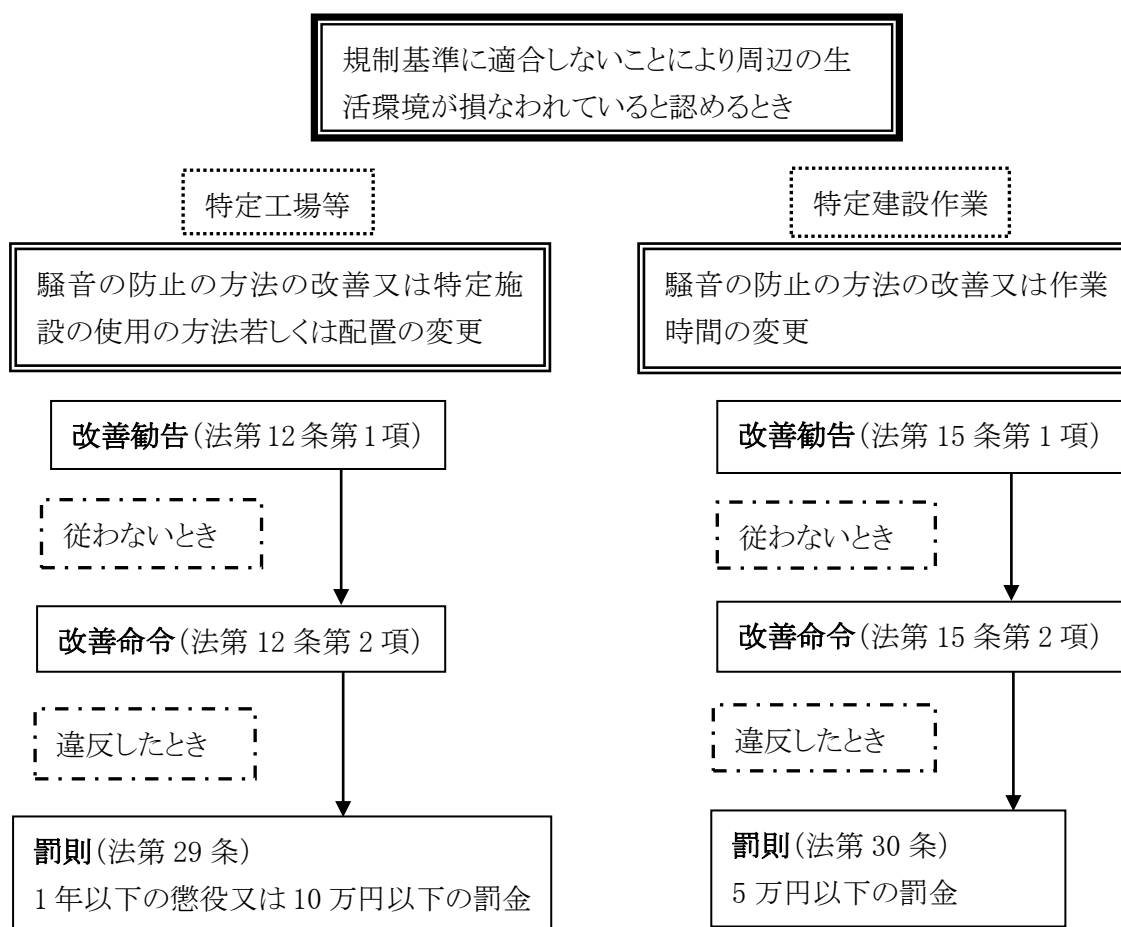 規制基準に適合しないことにより周辺の生
活環境が損なわれていると認めるとき
特定工場等
騒音の防止の方法の改善又は特定施
設の使用の方法若しくは配置の変更
改善勧告(法第12条第1項)
従わないとき
改善命令(法第12条第2項)
違反したとき
罰則(法第29条)
1年以下の懲役又は10万円以下の罰金
特定建設作業
騒音の防止の方法の改善又は作業
時間の変更
改善勧告(法第15条第1項)
従わないとき
改善命令(法第15条第2項)
違反したとき
罰則(法第30条)
5万円以下の罰金